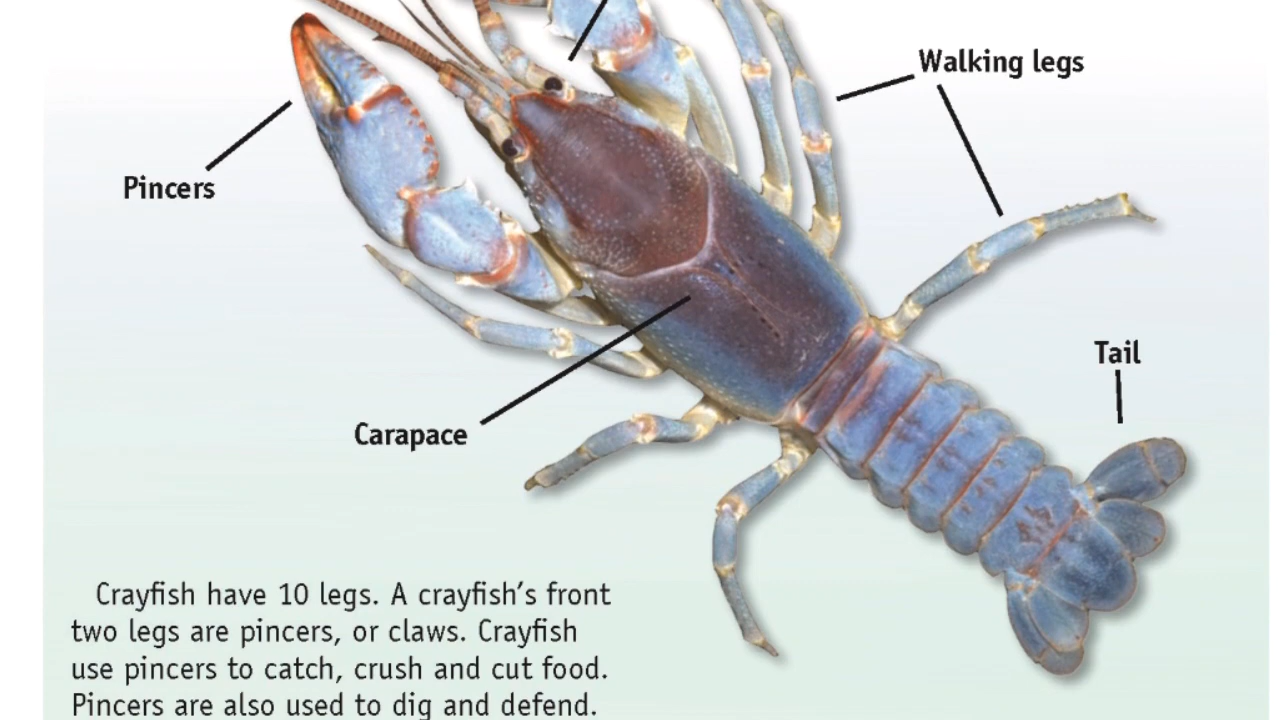 Walking legs
Pincers
Tail
Carapace
Crayfish have 10 legs. A crayfish's front
two legs are pincers, or claws. Crayfish
use pincers to catch, crush and cut food.
Pincers are also used to dig and defend.